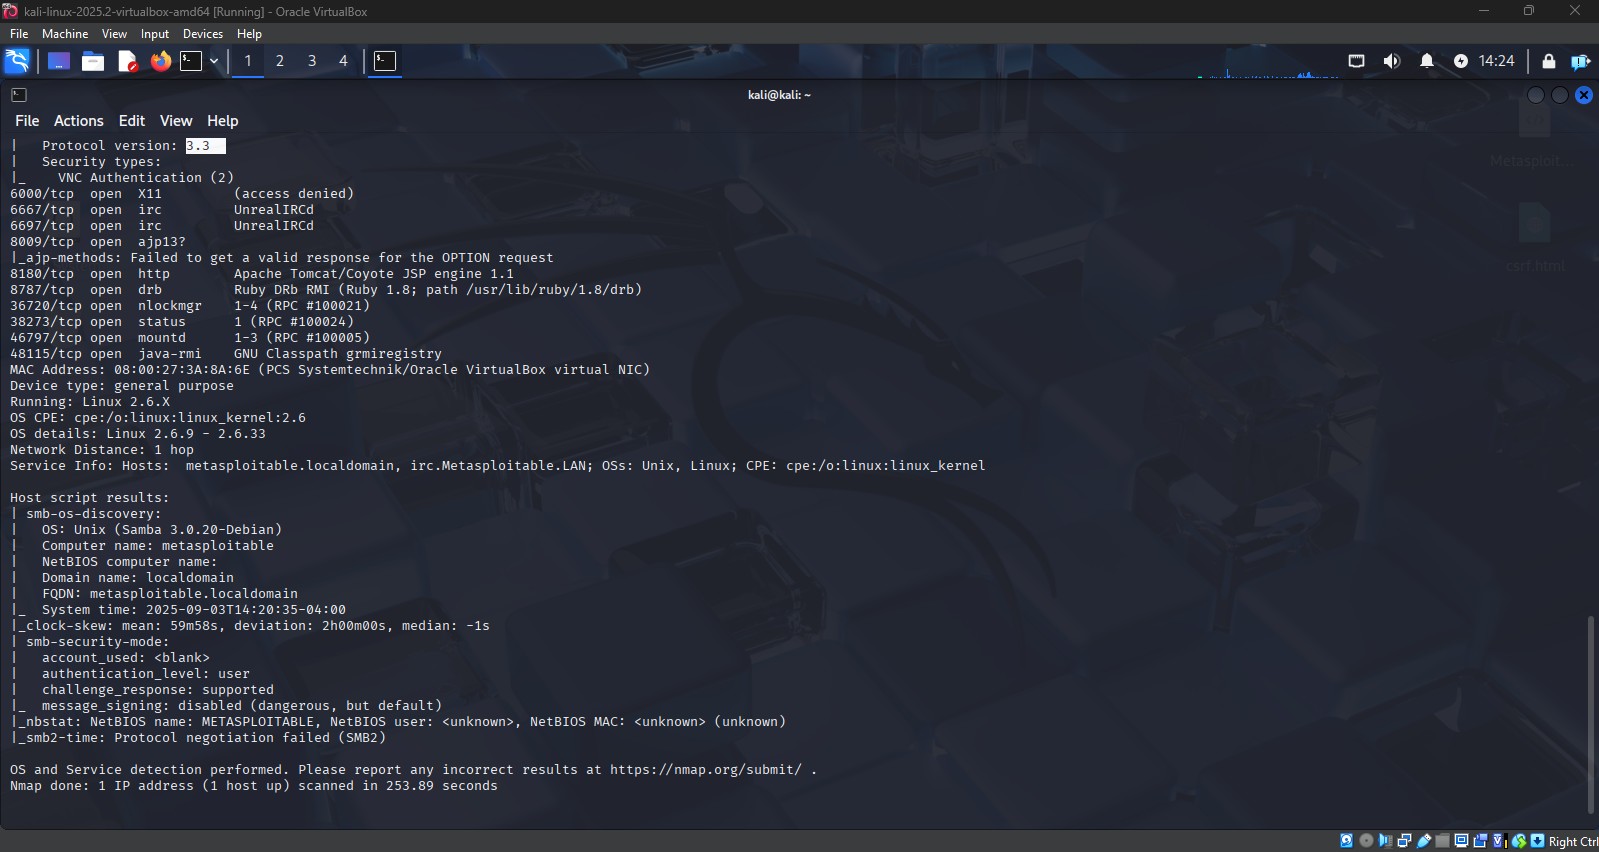 kali-linux-2025.2-virtualbox-amd64 [Running] - Oracle VirtualBox
File Machine View Input Devices Help
1 2 3 4 14:24
kali@kali: ~
File Actions Edit View Help
|   Protocol version: 3.3
|   Security types:
|_    VNC Authentication (2)
6000/tcp  open  X11         (access denied)
6667/tcp  open  irc         UnrealIRCd
6697/tcp  open  irc         UnrealIRCd
8009/tcp  open  ajp13?
|_ajp-methods: Failed to get a valid response for the OPTION request
8180/tcp  open  http        Apache Tomcat/Coyote JSP engine 1.1
8787/tcp  open  drb         Ruby DRb RMI (Ruby 1.8; path /usr/lib/ruby/1.8/drb)
36720/tcp open  nlockmgr    1-4 (RPC #100021)
38273/tcp open  status      1 (RPC #100024)
46797/tcp open  mountd      1-3 (RPC #100005)
48115/tcp open  java-rmi    GNU Classpath grmiregistry
MAC Address: 08:00:27:3A:8A:6E (PCS Systemtechnik/Oracle VirtualBox virtual NIC)
Device type: general purpose
Running: Linux 2.6.X
OS CPE: cpe:/o:linux:linux_kernel:2.6
OS details: Linux 2.6.9 - 2.6.33
Network Distance: 1 hop
Service Info: Hosts:  metasploitable.localdomain, irc.Metasploitable.LAN; OSs: Unix, Linux; CPE: cpe:/o:linux:linux_kernel
Host script results:
| smb-os-discovery:
|   OS: Unix (Samba 3.0.20-Debian)
|   Computer name: metasploitable
|   NetBIOS computer name:
|   Domain name: localdomain
|   FQDN: metasploitable.localdomain
|_  System time: 2025-09-03T14:20:35-04:00
|_clock-skew: mean: 59m58s, deviation: 2h00m00s, median: -1s
| smb-security-mode:
|   account_used: <blank>
|   authentication_level: user
|   challenge_response: supported
|_  message_signing: disabled (dangerous, but default)
|_nbstat: NetBIOS name: METASPLOITABLE, NetBIOS user: <unknown>, NetBIOS MAC: <unknown> (unknown)
|_smb2-time: Protocol negotiation failed (SMB2)
OS and Service detection performed. Please report any incorrect results at https://nmap.org/submit/ .
Nmap done: 1 IP address (1 host up) scanned in 253.89 seconds
Metasploit...
csrf.html
Right Ctrl